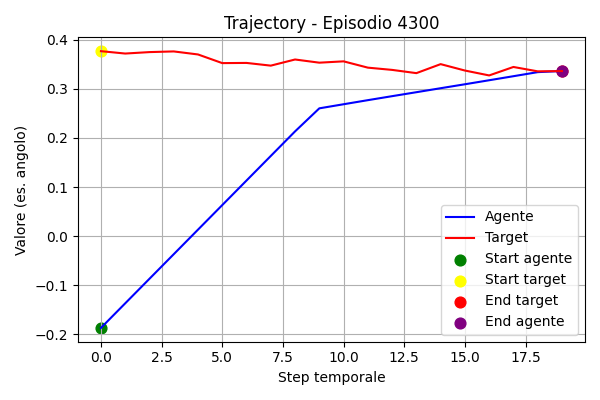 Trajectory - Episodio 4300
Valore (es. angolo)
0.4
0.3
0.2
0.1
0.0
−0.1
−0.2
0.0
2.5
5.0
7.5
10.0
12.5
15.0
17.5
Step temporale
Agente
Target
Start agente
Start target
End target
End agente